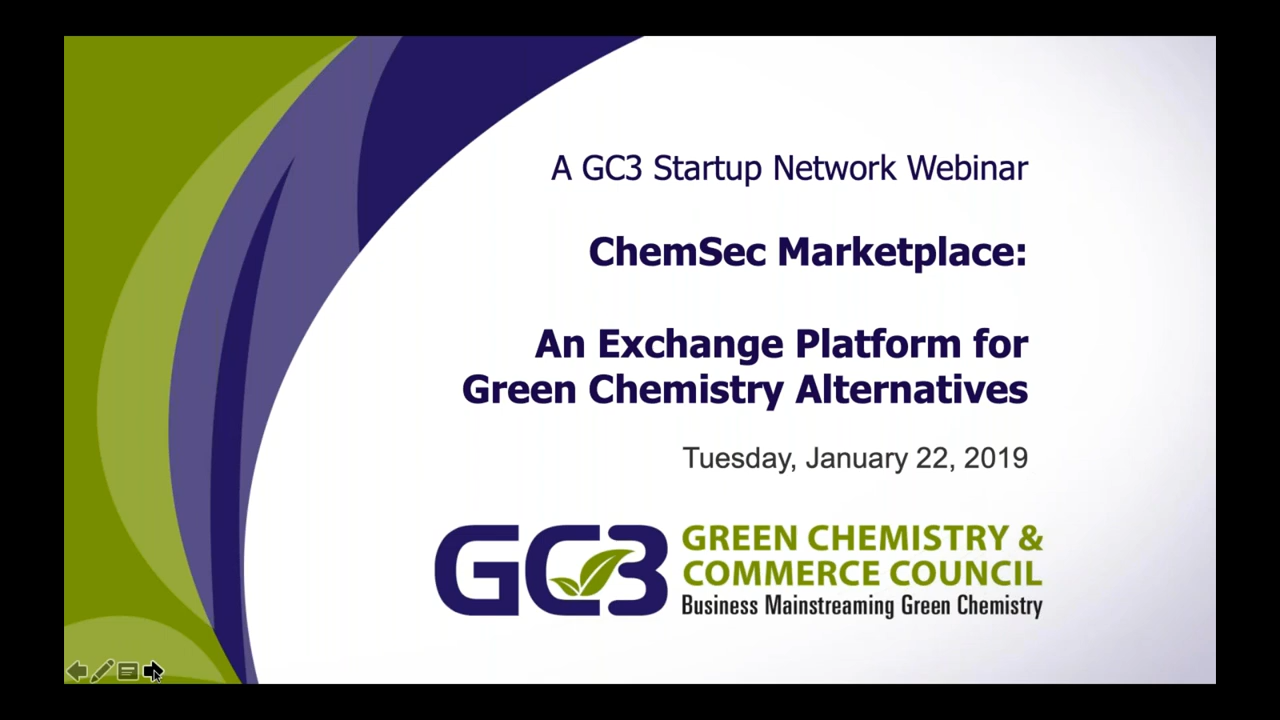 A GC3 Startup Network Webinar
ChemSec Marketplace:
An Exchange Platform for
Green Chemistry Alternatives
Tuesday, January 22, 2019
GC3
GREEN CHEMISTRY &
COMMERCE COUNCIL
Business Mainstreaming Green Chemistry